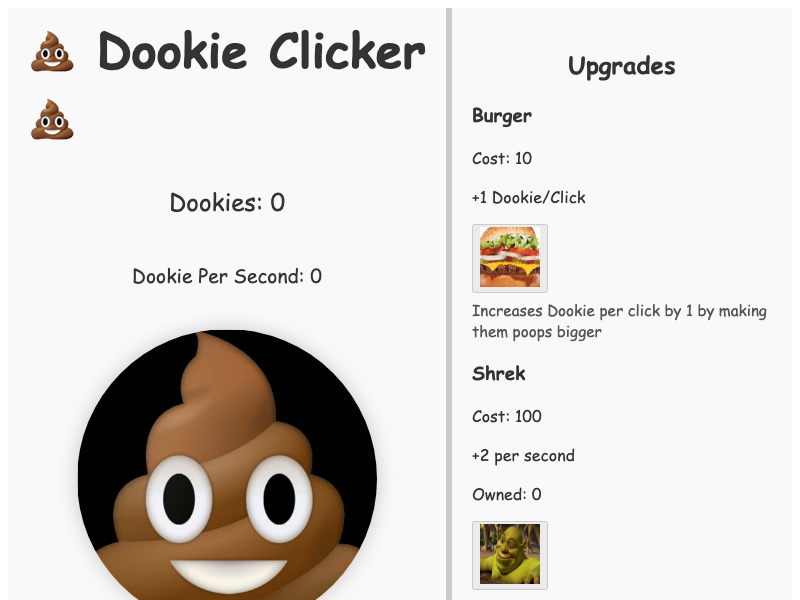 Dookie Clicker
Dookies: 0
Dookie Per Second: 0
Upgrades
Burger
Cost: 10
+1 Dookie/Click
Increases Dookie per click by 1 by making
them poops bigger
Shrek
Cost: 100
+2 per second
Owned: 0